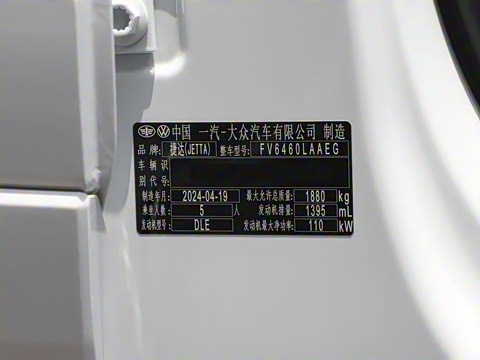 中国 一汽-大众汽车有限公司 制造
品牌: 捷达(JETTA) 整车型号: FV6460LAAEG
车辆识
别代号:
制造年月: 2024-04-19 最大允许总质量: 1880 kg
乘坐人数: 5 人 发动机排量: 1395 mL
发动机型号: DLE 发动机最大净功率: 110 kW